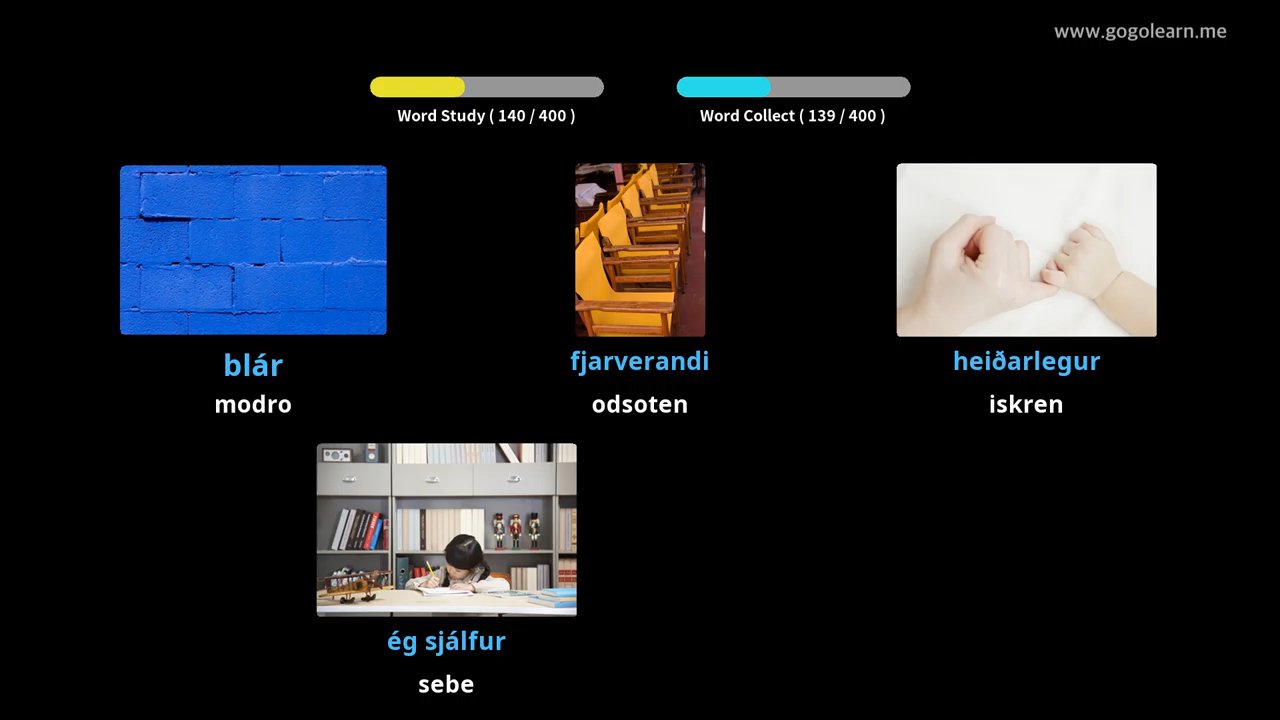 www.gogolearn.me
Word Study ( 140 / 400 )
Word Collect ( 139 / 400 )
blár
modro
fjarverandi
odsoten
heiðarlegur
iskren
ég sjálfur
sebe